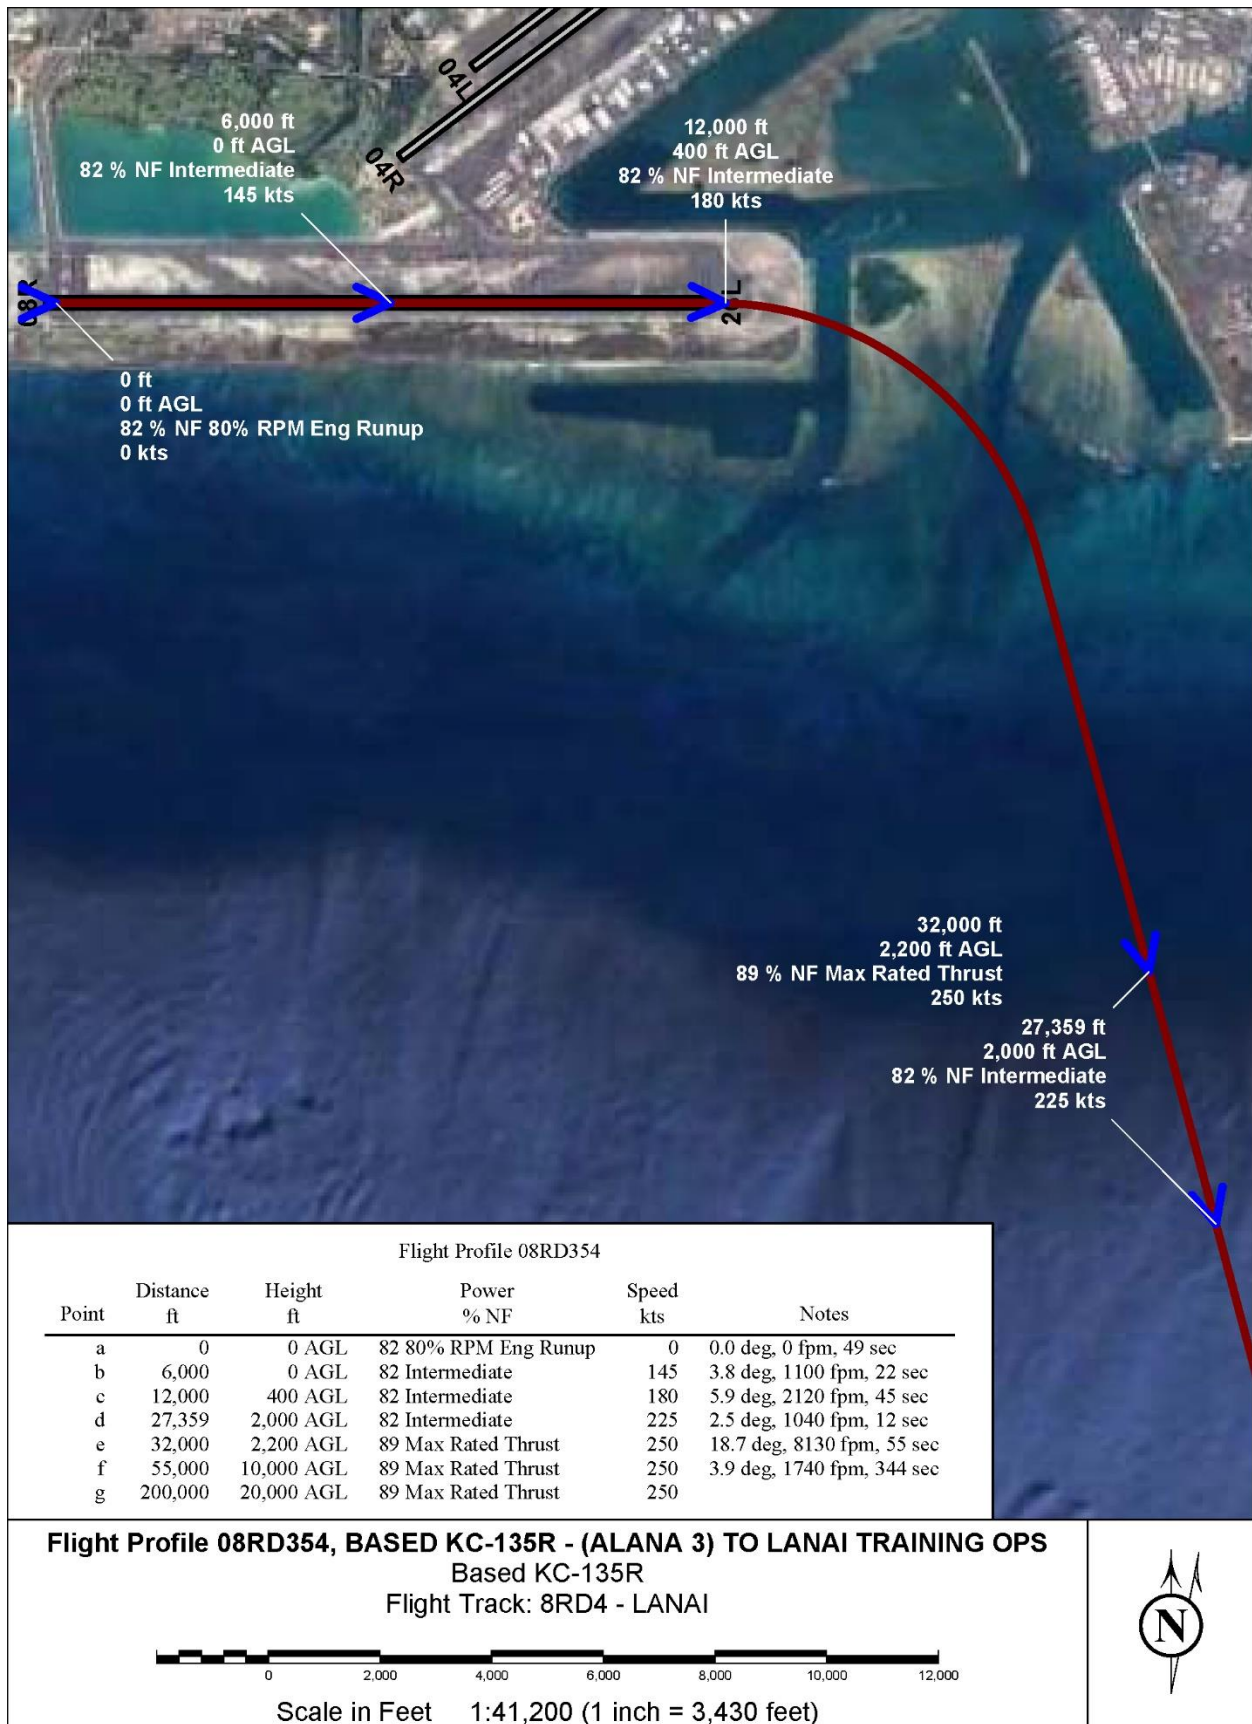 04L
04R
6,000 ft
0 ft AGL
82 % NF Intermediate
145 kts
12,000 ft
400 ft AGL
82 % NF Intermediate
180 kts
08R
0 ft
0 ft AGL
82 % NF 80% RPM Eng Runup
0 kts
32,000 ft
2,200 ft AGL
89 % NF Max Rated Thrust
250 kts
27,359 ft
2,000 ft AGL
82 % NF Intermediate
225 kts
Flight Profile 08RD354
Point Distance ft Height ft Power % NF Speed kts Notes
a 0 0 AGL 82 80% RPM Eng Runup 0 0.0 deg, 0 fpm, 49 sec
b 6,000 0 AGL 82 Intermediate 145 3.8 deg, 1100 fpm, 22 sec
c 12,000 400 AGL 82 Intermediate 180 5.9 deg, 2120 fpm, 45 sec
d 27,359 2,000 AGL 82 Intermediate 225 2.5 deg, 1040 fpm, 12 sec
e 32,000 2,200 AGL 89 Max Rated Thrust 250 18.7 deg, 8130 fpm, 55 sec
f 55,000 10,000 AGL 89 Max Rated Thrust 250 3.9 deg, 1740 fpm, 344 sec
g 200,000 20,000 AGL 89 Max Rated Thrust 250
Flight Profile 08RD354, BASED KC-135R - (ALANA 3) TO LANAI TRAINING OPS
Based KC-135R
Flight Track: 8RD4 - LANAI
0 2,000 4,000 6,000 8,000 10,000 12,000
Scale in Feet 1:41,200 (1 inch = 3,430 feet)
N